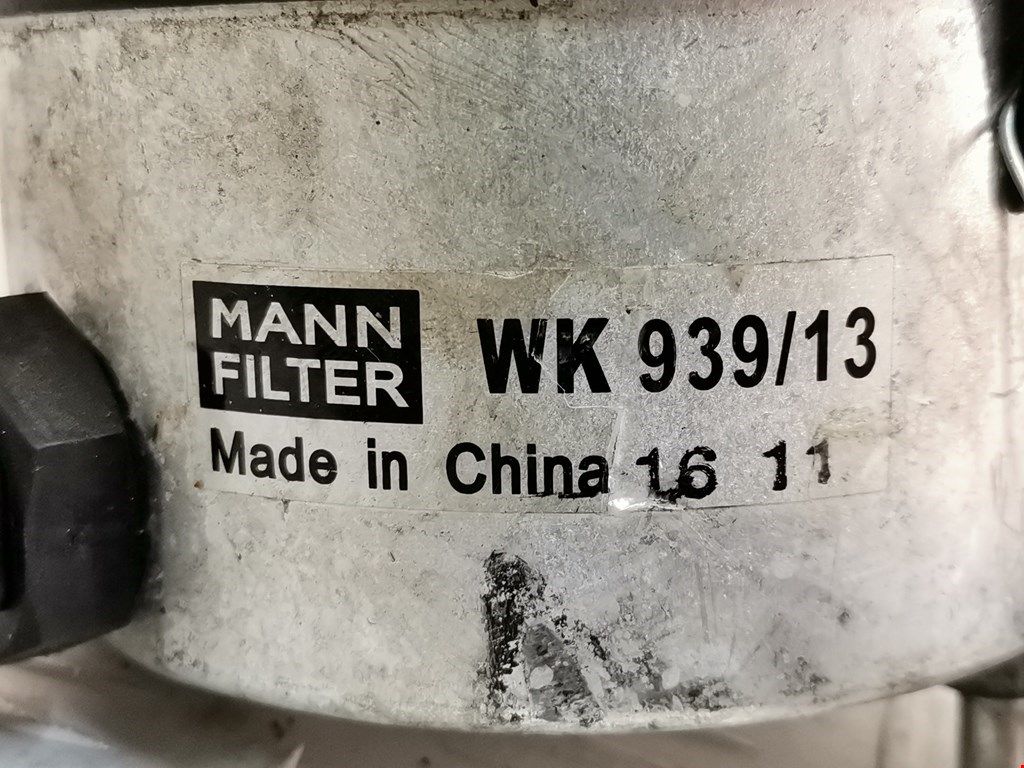 MANN
FILTER
WK 939/13
Made in China 16 11